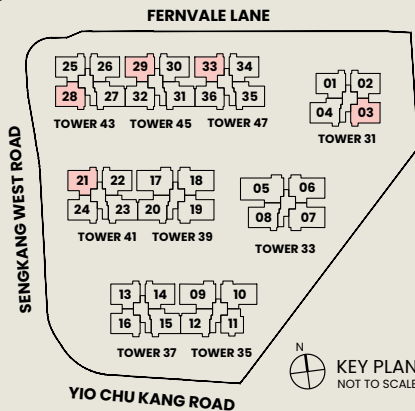 FERNVALE LANE
25 26 29 30 33 34
28 27 32 31 36 35
TOWER 43 TOWER 45 TOWER 47
01 02
04 03
TOWER 31
SENGKANG WEST ROAD
21 22 17 18
24 23 20 19
TOWER 41 TOWER 39
05 06
08 07
TOWER 33
13 14 09 10
16 15 12 11
TOWER 37 TOWER 35
YIO CHU KANG ROAD
N
KEY PLAN
NOT TO SCALE